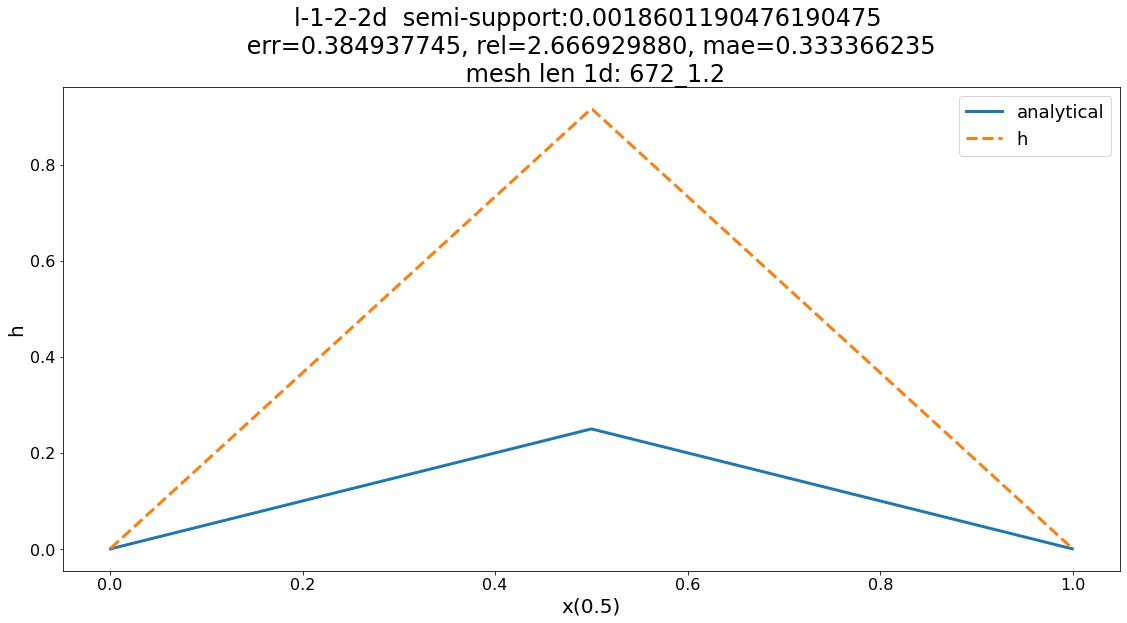 l-1-2-2d  semi-support:0.0018601190476190475
err=0.384937745, rel=2.666929880, mae=0.333366235
mesh len 1d: 672_1.2
analytical
h
h
0.8
0.6
0.4
0.2
0.0
0.0 0.2 0.4 0.6 0.8 1.0
x(0.5)